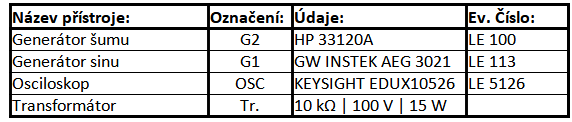 Název přístroje: Označení: Údaje: Ev. Číslo:
Generátor šumu G2 HP 33120A LE 100
Generátor sinu G1 GW INSTEK AEG 3021 LE 113
Osciloskop OSC KEYSIGHT EDUX10526 LE 5126
Transformátor Tr. 10 kΩ | 100 V | 15 W